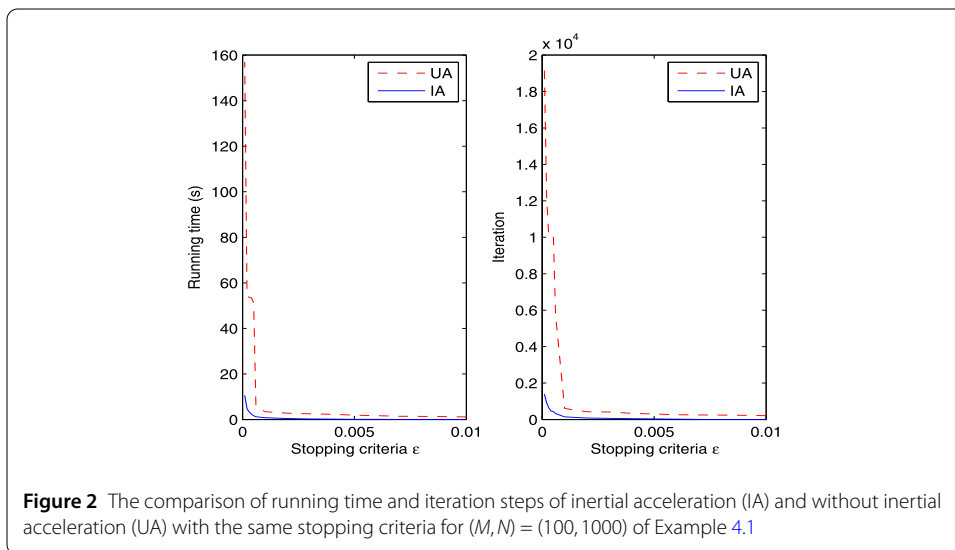 160
140
120
100
80
60
40
20
0
Running time (s)
0
0.005
0.01
Stopping criteria ε
UA
IA
x 10⁴
2
1.8
1.6
1.4
1.2
1
0.8
0.6
0.4
0.2
0
Iteration
0
0.005
0.01
Stopping criteria ε
UA
IA
Figure 2 The comparison of running time and iteration steps of inertial acceleration (IA) and without inertial
acceleration (UA) with the same stopping criteria for (M, N) = (100, 1000) of Example 4.1